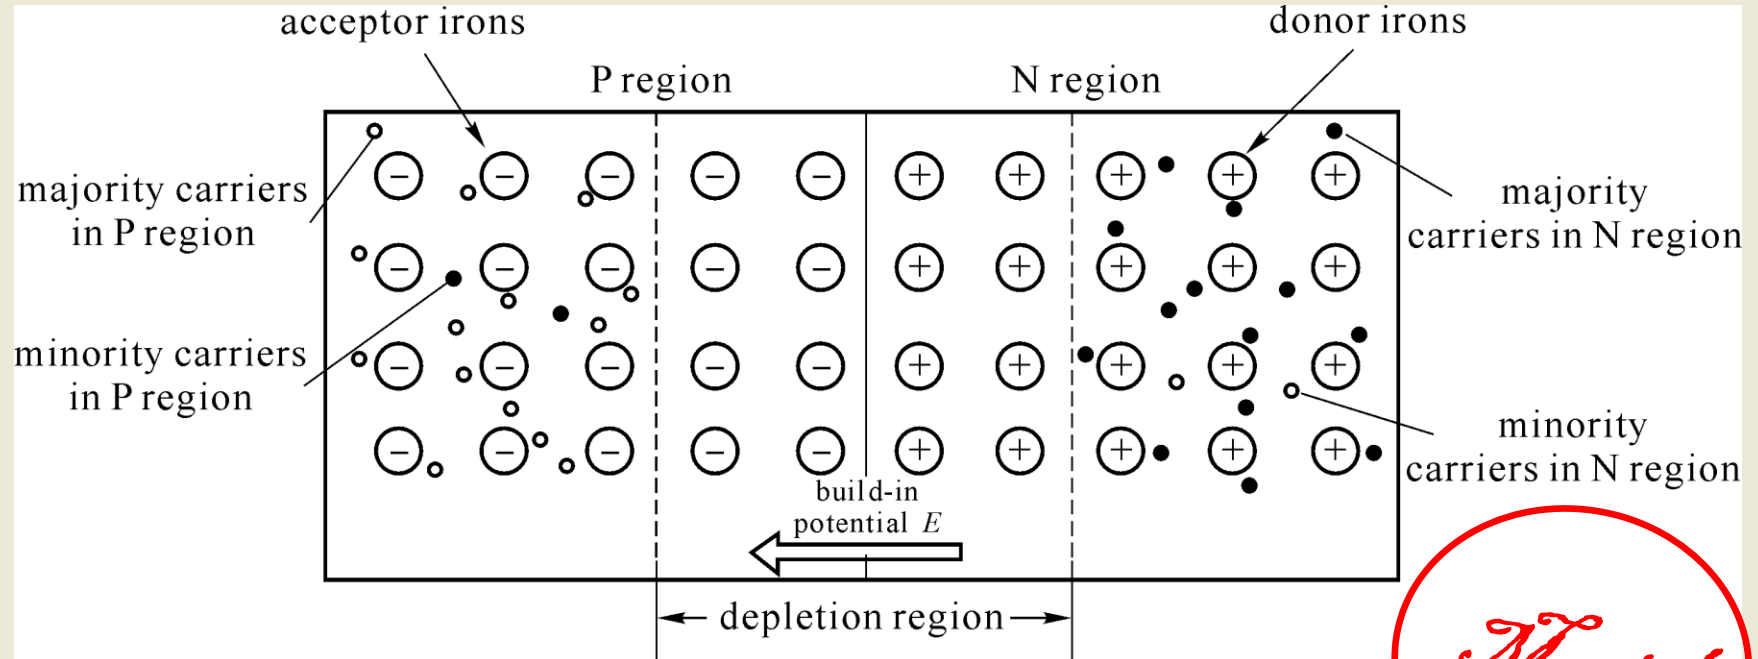 acceptor irons
donor irons
P region
N region
majority carriers
in P region
majority
carriers in N region
minority carriers
in P region
minority
carriers in N region
build-in
potential E
depletion region